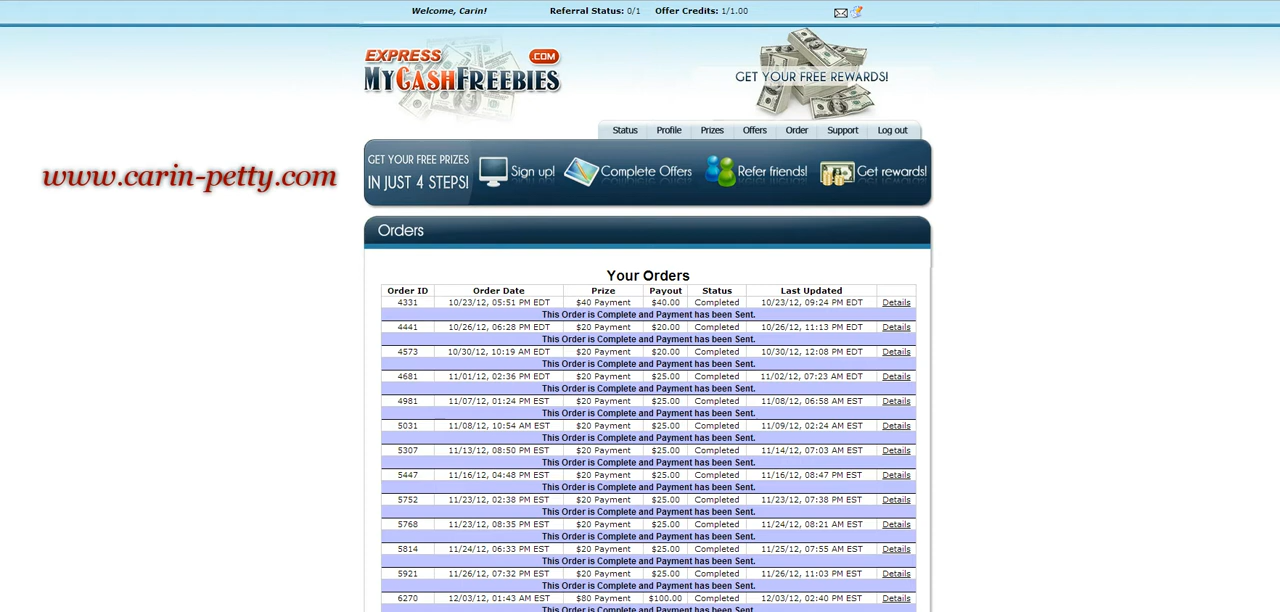 Welcome, Carin! Referral Status: 0/1 Offer Credits: 1/1.00
EXPRESS .COM
MYCASHFREEBIES
GET YOUR FREE REWARDS!
Status Profile Prizes Offers Order Support Log out
www.carin-petty.com
GET YOUR FREE PRIZES
IN JUST 4 STEPS!
Sign up! Complete Offers Refer friends! Get rewards!
Orders
Your Orders
Order ID Order Date Prize Payout Status Last Updated
4331 10/23/12, 05:51 PM EDT $40 Payment $40.00 Completed 10/23/12, 09:24 PM EDT Details
This Order is Complete and Payment has been Sent.
4441 10/26/12, 06:28 PM EDT $20 Payment $20.00 Completed 10/26/12, 11:13 PM EDT Details
This Order is Complete and Payment has been Sent.
4573 10/30/12, 10:19 AM EDT $20 Payment $20.00 Completed 10/30/12, 12:08 PM EDT Details
This Order is Complete and Payment has been Sent.
4681 11/01/12, 02:36 PM EDT $20 Payment $25.00 Completed 11/02/12, 07:23 AM EDT Details
This Order is Complete and Payment has been Sent.
4981 11/07/12, 01:24 PM EST $20 Payment $25.00 Completed 11/08/12, 06:58 AM EST Details
This Order is Complete and Payment has been Sent.
5031 11/08/12, 10:54 AM EST $20 Payment $25.00 Completed 11/09/12, 02:24 AM EST Details
This Order is Complete and Payment has been Sent.
5307 11/13/12, 08:50 PM EST $20 Payment $25.00 Completed 11/14/12, 07:03 AM EST Details
This Order is Complete and Payment has been Sent.
5447 11/16/12, 04:48 PM EST $20 Payment $25.00 Completed 11/16/12, 08:47 PM EST Details
This Order is Complete and Payment has been Sent.
5752 11/23/12, 02:38 PM EST $20 Payment $25.00 Completed 11/23/12, 07:38 PM EST Details
This Order is Complete and Payment has been Sent.
5768 11/23/12, 08:35 PM EST $20 Payment $25.00 Completed 11/24/12, 08:21 AM EST Details
This Order is Complete and Payment has been Sent.
5814 11/24/12, 06:33 PM EST $20 Payment $25.00 Completed 11/25/12, 07:55 AM EST Details
This Order is Complete and Payment has been Sent.
5921 11/26/12, 07:32 PM EST $20 Payment $25.00 Completed 11/26/12, 11:03 PM EST Details
This Order is Complete and Payment has been Sent.
6270 12/03/12, 01:43 AM EST $80 Payment $100.00 Completed 12/03/12, 02:40 PM EST Details
This Order is Complete and Payment has been Sent.